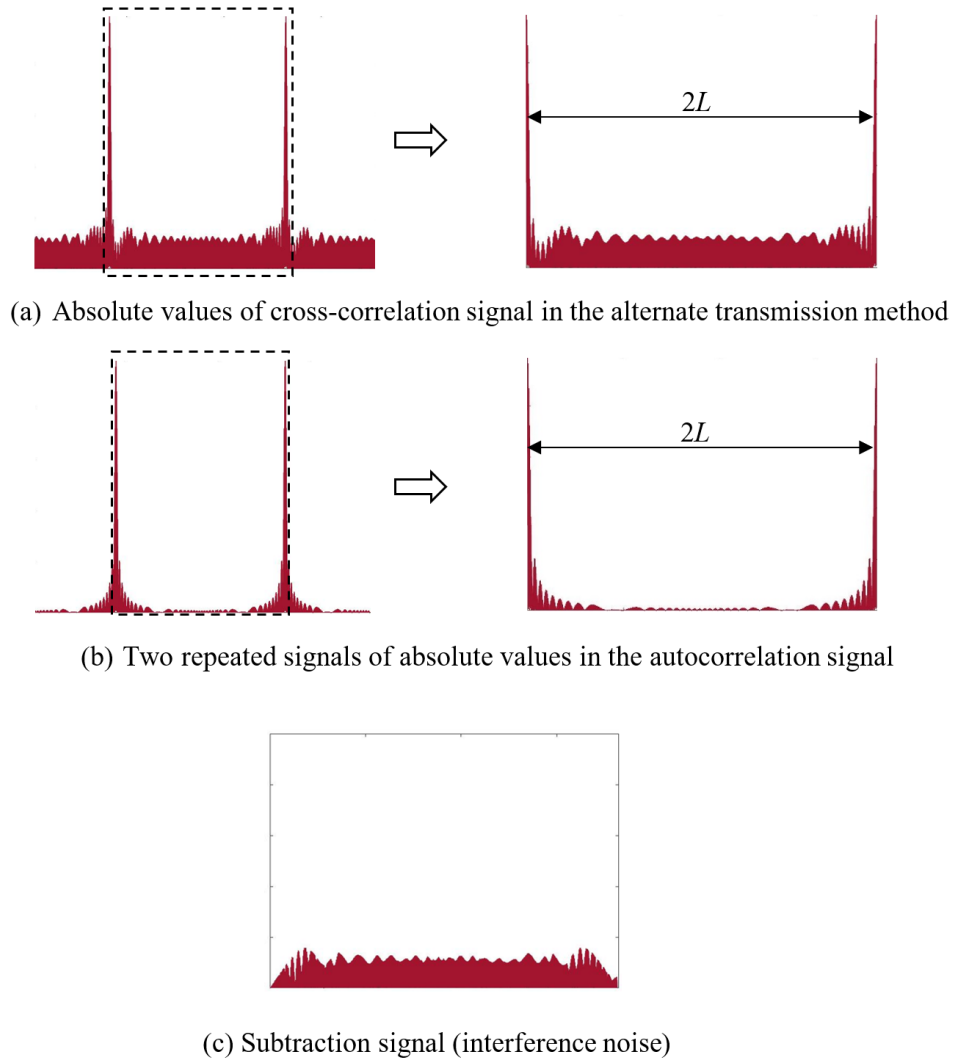 2L
(a) Absolute values of cross-correlation signal in the alternate transmission method
2L
(b) Two repeated signals of absolute values in the autocorrelation signal
(c) Subtraction signal (interference noise)